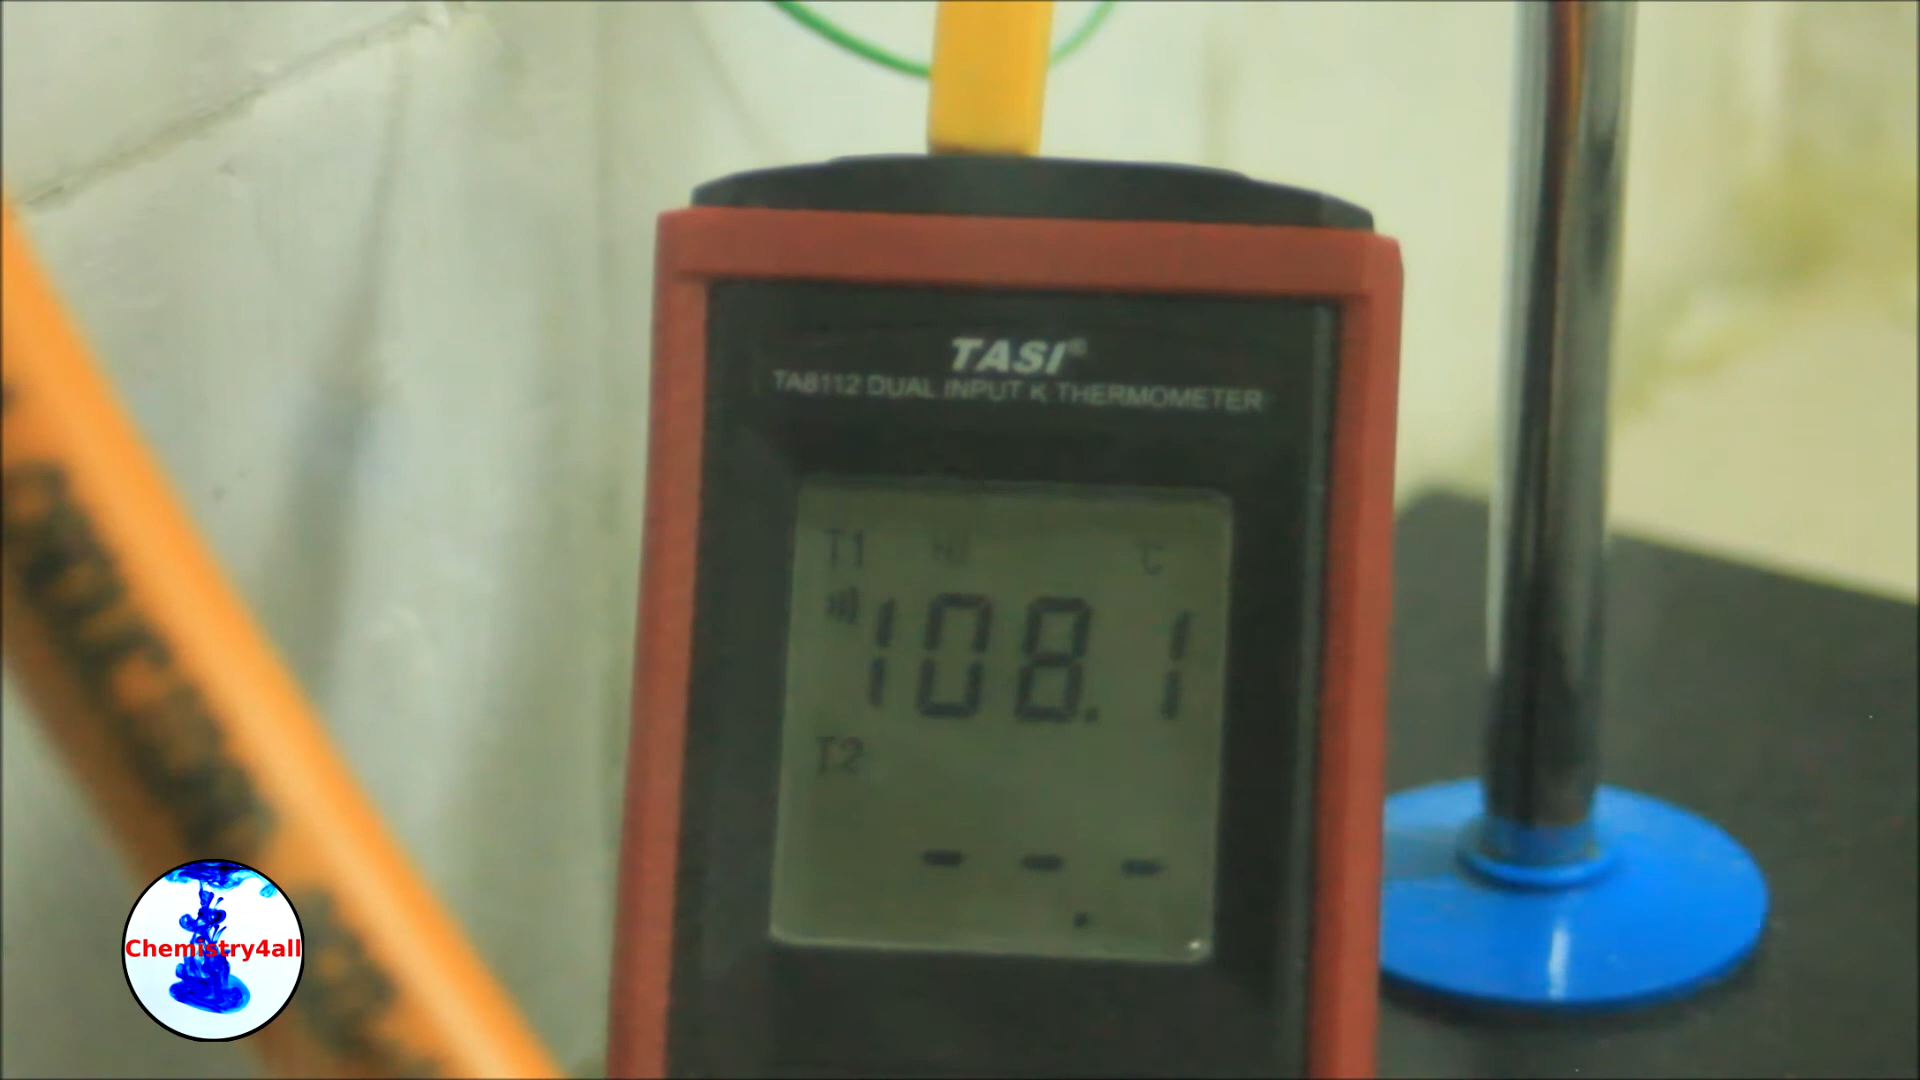 TASI®
TA8112 DUAL INPUT K THERMOMETER
T1 °C
108.1
T2
- - -.
Chemistry4all